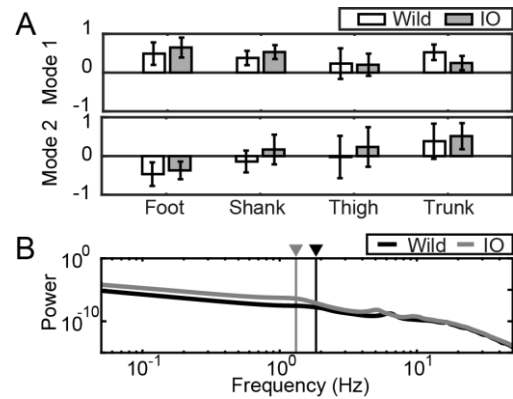 A
Wild IO
Mode 1
1
0
-1
Mode 2
1
0
-1
Foot Shank Thigh Trunk
B
Wild IO
Power
10^0
10^-10
10^-1 10^0 10^1
Frequency (Hz)